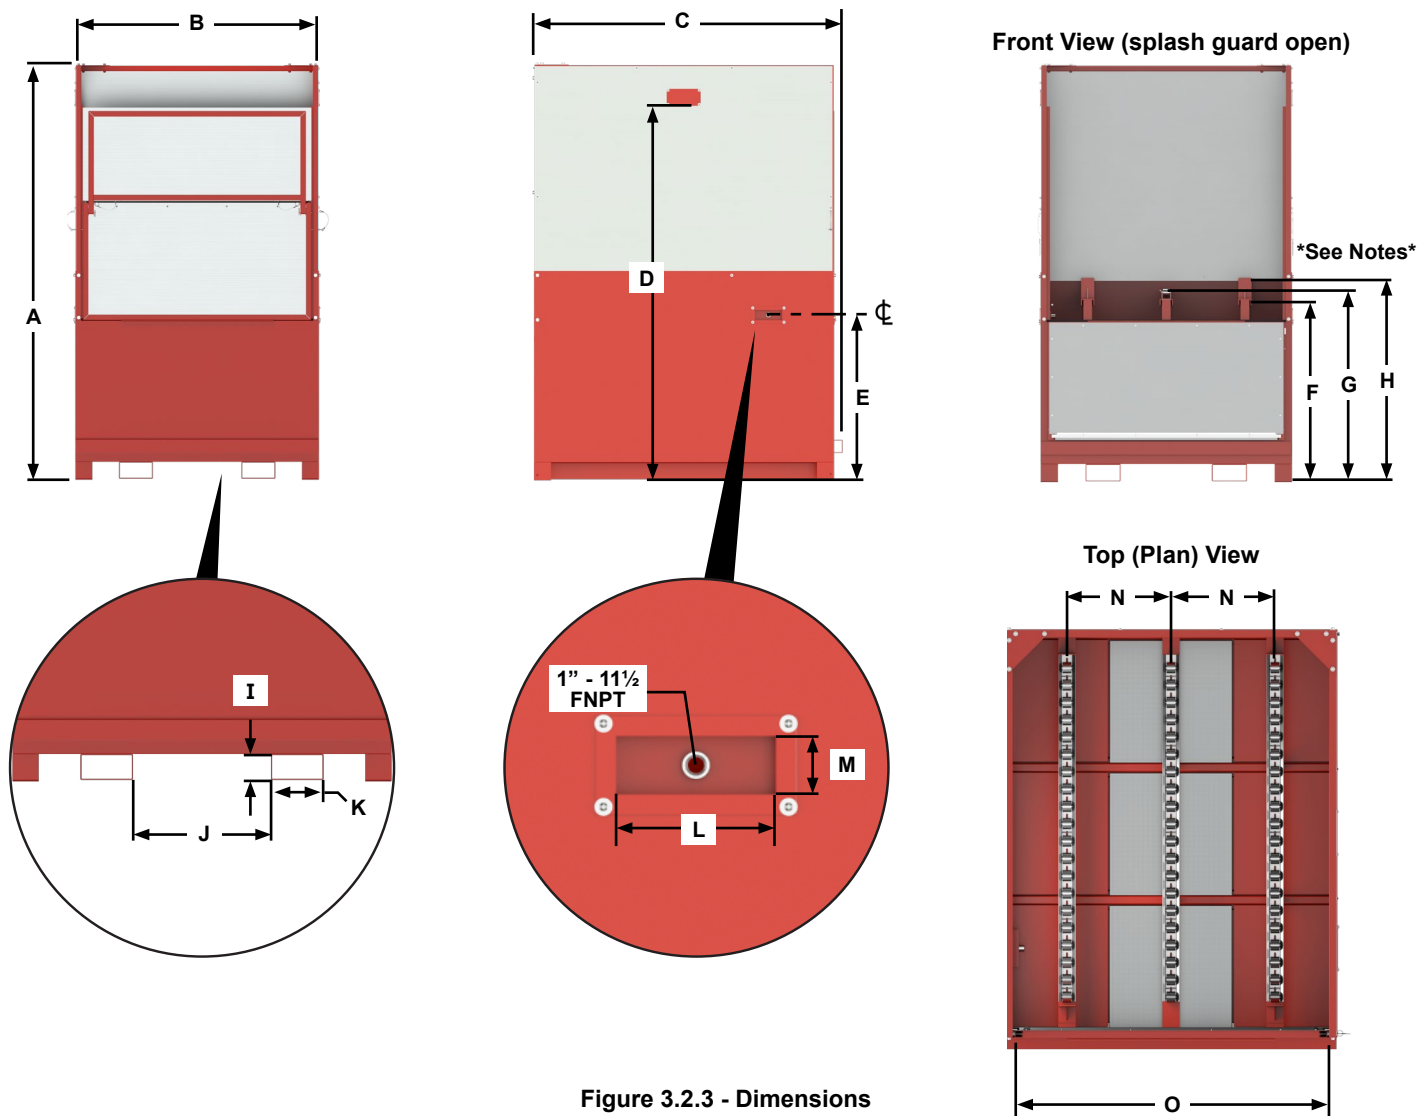 B
C
Front View (splash guard open)
A
D
E
℄
*See Notes*
F
G
H
Top (Plan) View
N
N
I
J
K
1” - 11½
FNPT
M
L
O
Figure 3.2.3 - Dimensions